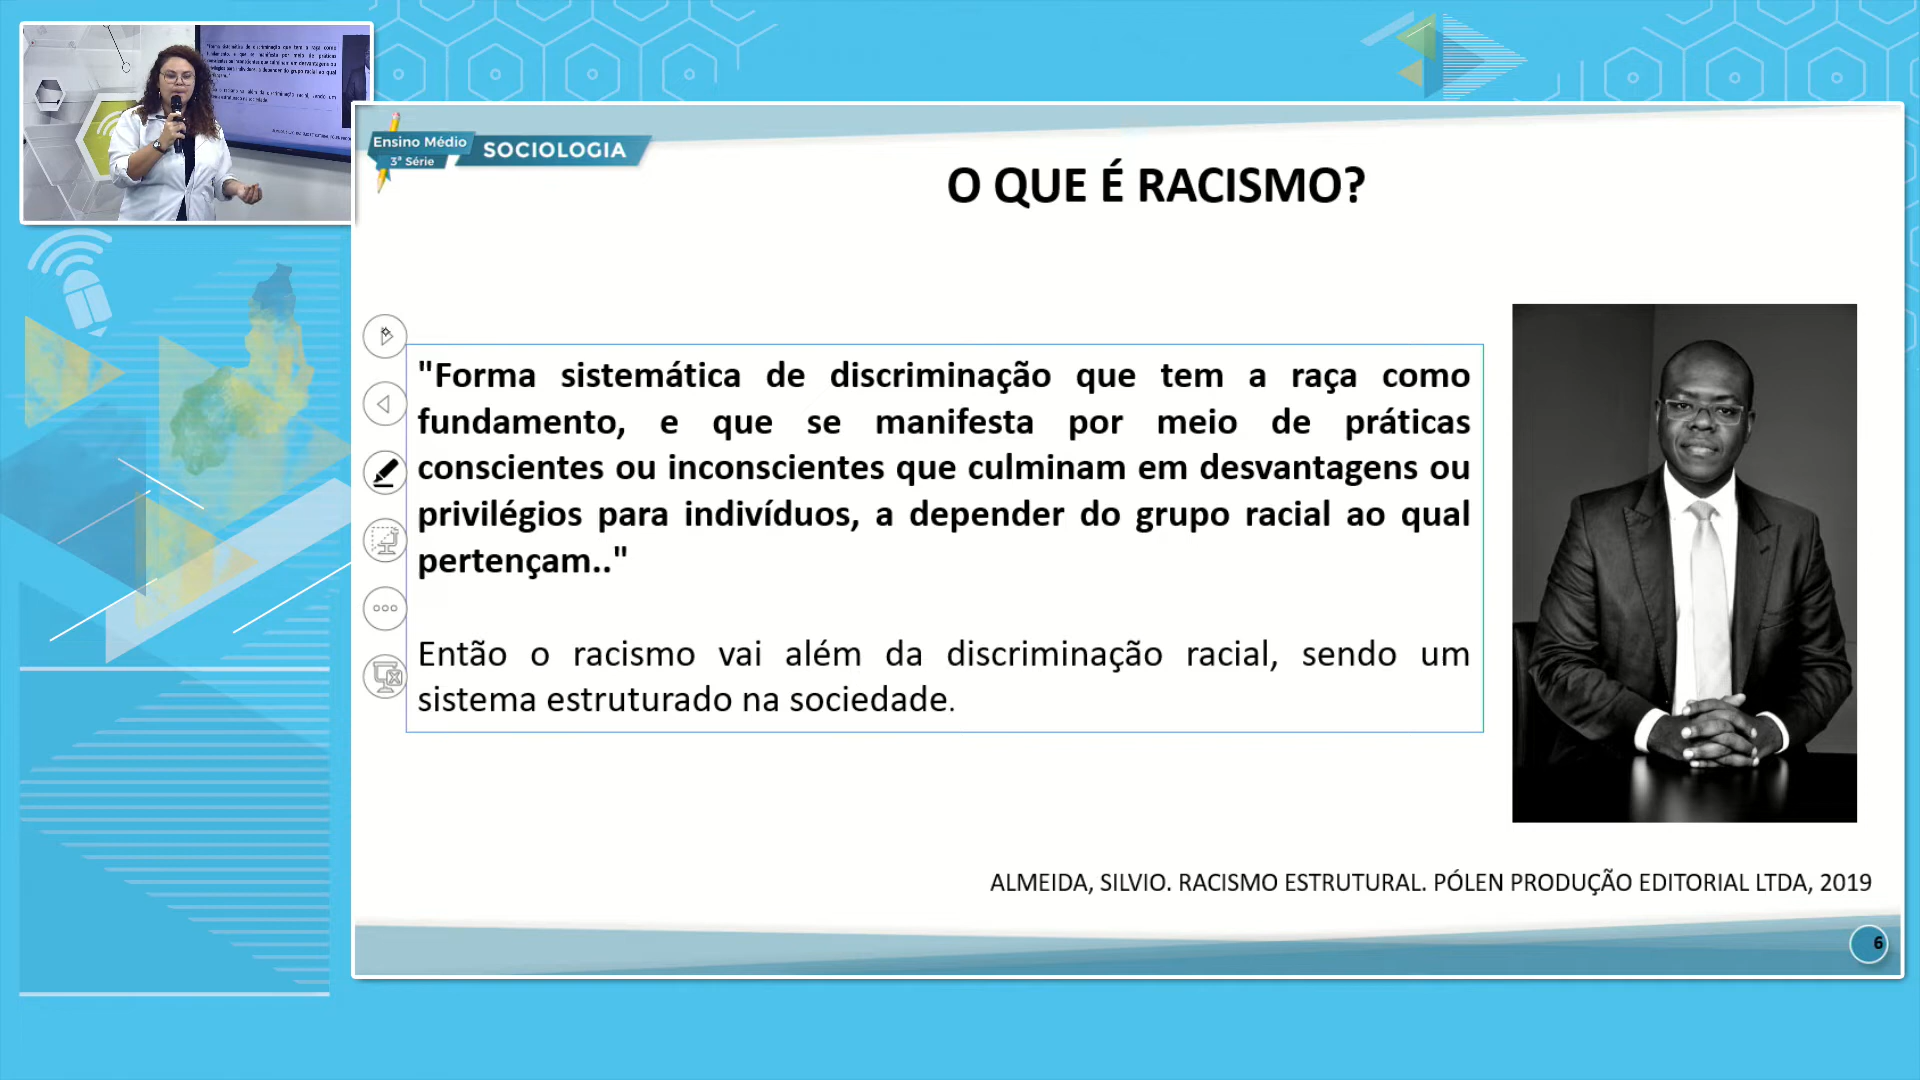 Ensino Médio
3ª Série
SOCIOLOGIA
O QUE É RACISMO?
"Forma sistemática de discriminação que tem a raça como
fundamento, e que se manifesta por meio de práticas
conscientes ou inconscientes que culminam em desvantagens ou
privilégios para indivíduos, a depender do grupo racial ao qual
pertençam.."
Então o racismo vai além da discriminação racial, sendo um
sistema estruturado na sociedade.
ALMEIDA, SILVIO. RACISMO ESTRUTURAL. PÓLEN PRODUÇÃO EDITORIAL LTDA, 2019
6